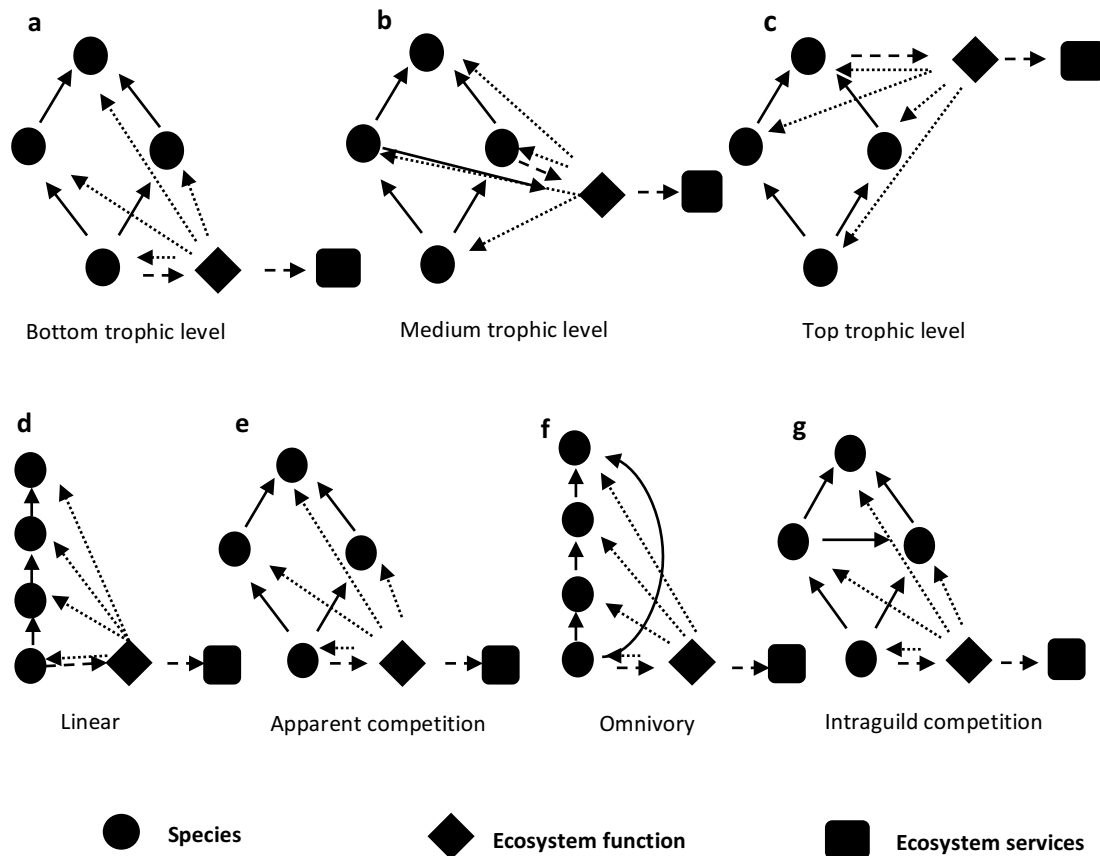 a
b
c
Bottom trophic level
Medium trophic level
Top trophic level
d
e
f
g
Linear
Apparent competition
Omnivory
Intraguild competition
Species
Ecosystem function
Ecosystem services